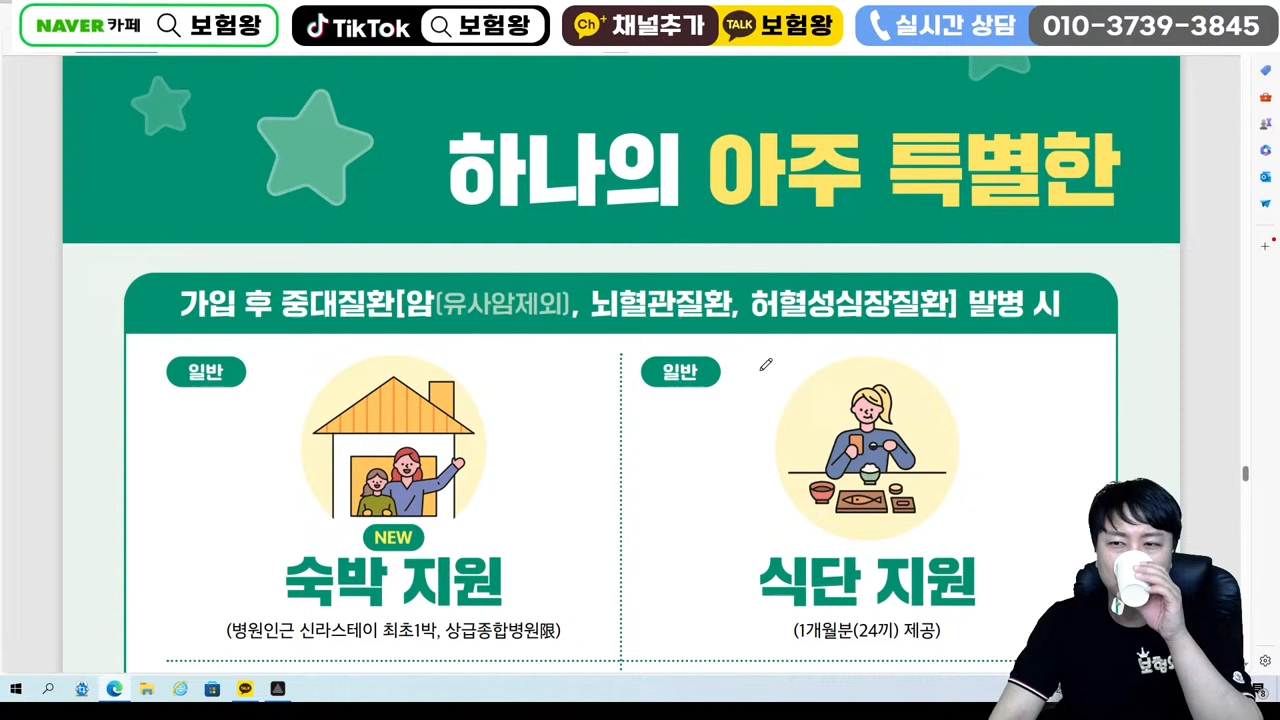 NAVER 카페 보험왕
TikTok 보험왕
Ch+ 채널추가 TALK 보험왕
실시간 상담 010-3739-3845
하나의 아주 특별한
가입 후 중대질환[암(유사암제외), 뇌혈관질환, 허혈성심장질환] 발병 시
일반
NEW
숙박 지원
(병원인근 신라스테이 최초1박, 상급종합병원限)
일반
식단 지원
(1개월분(24끼) 제공)
TALK